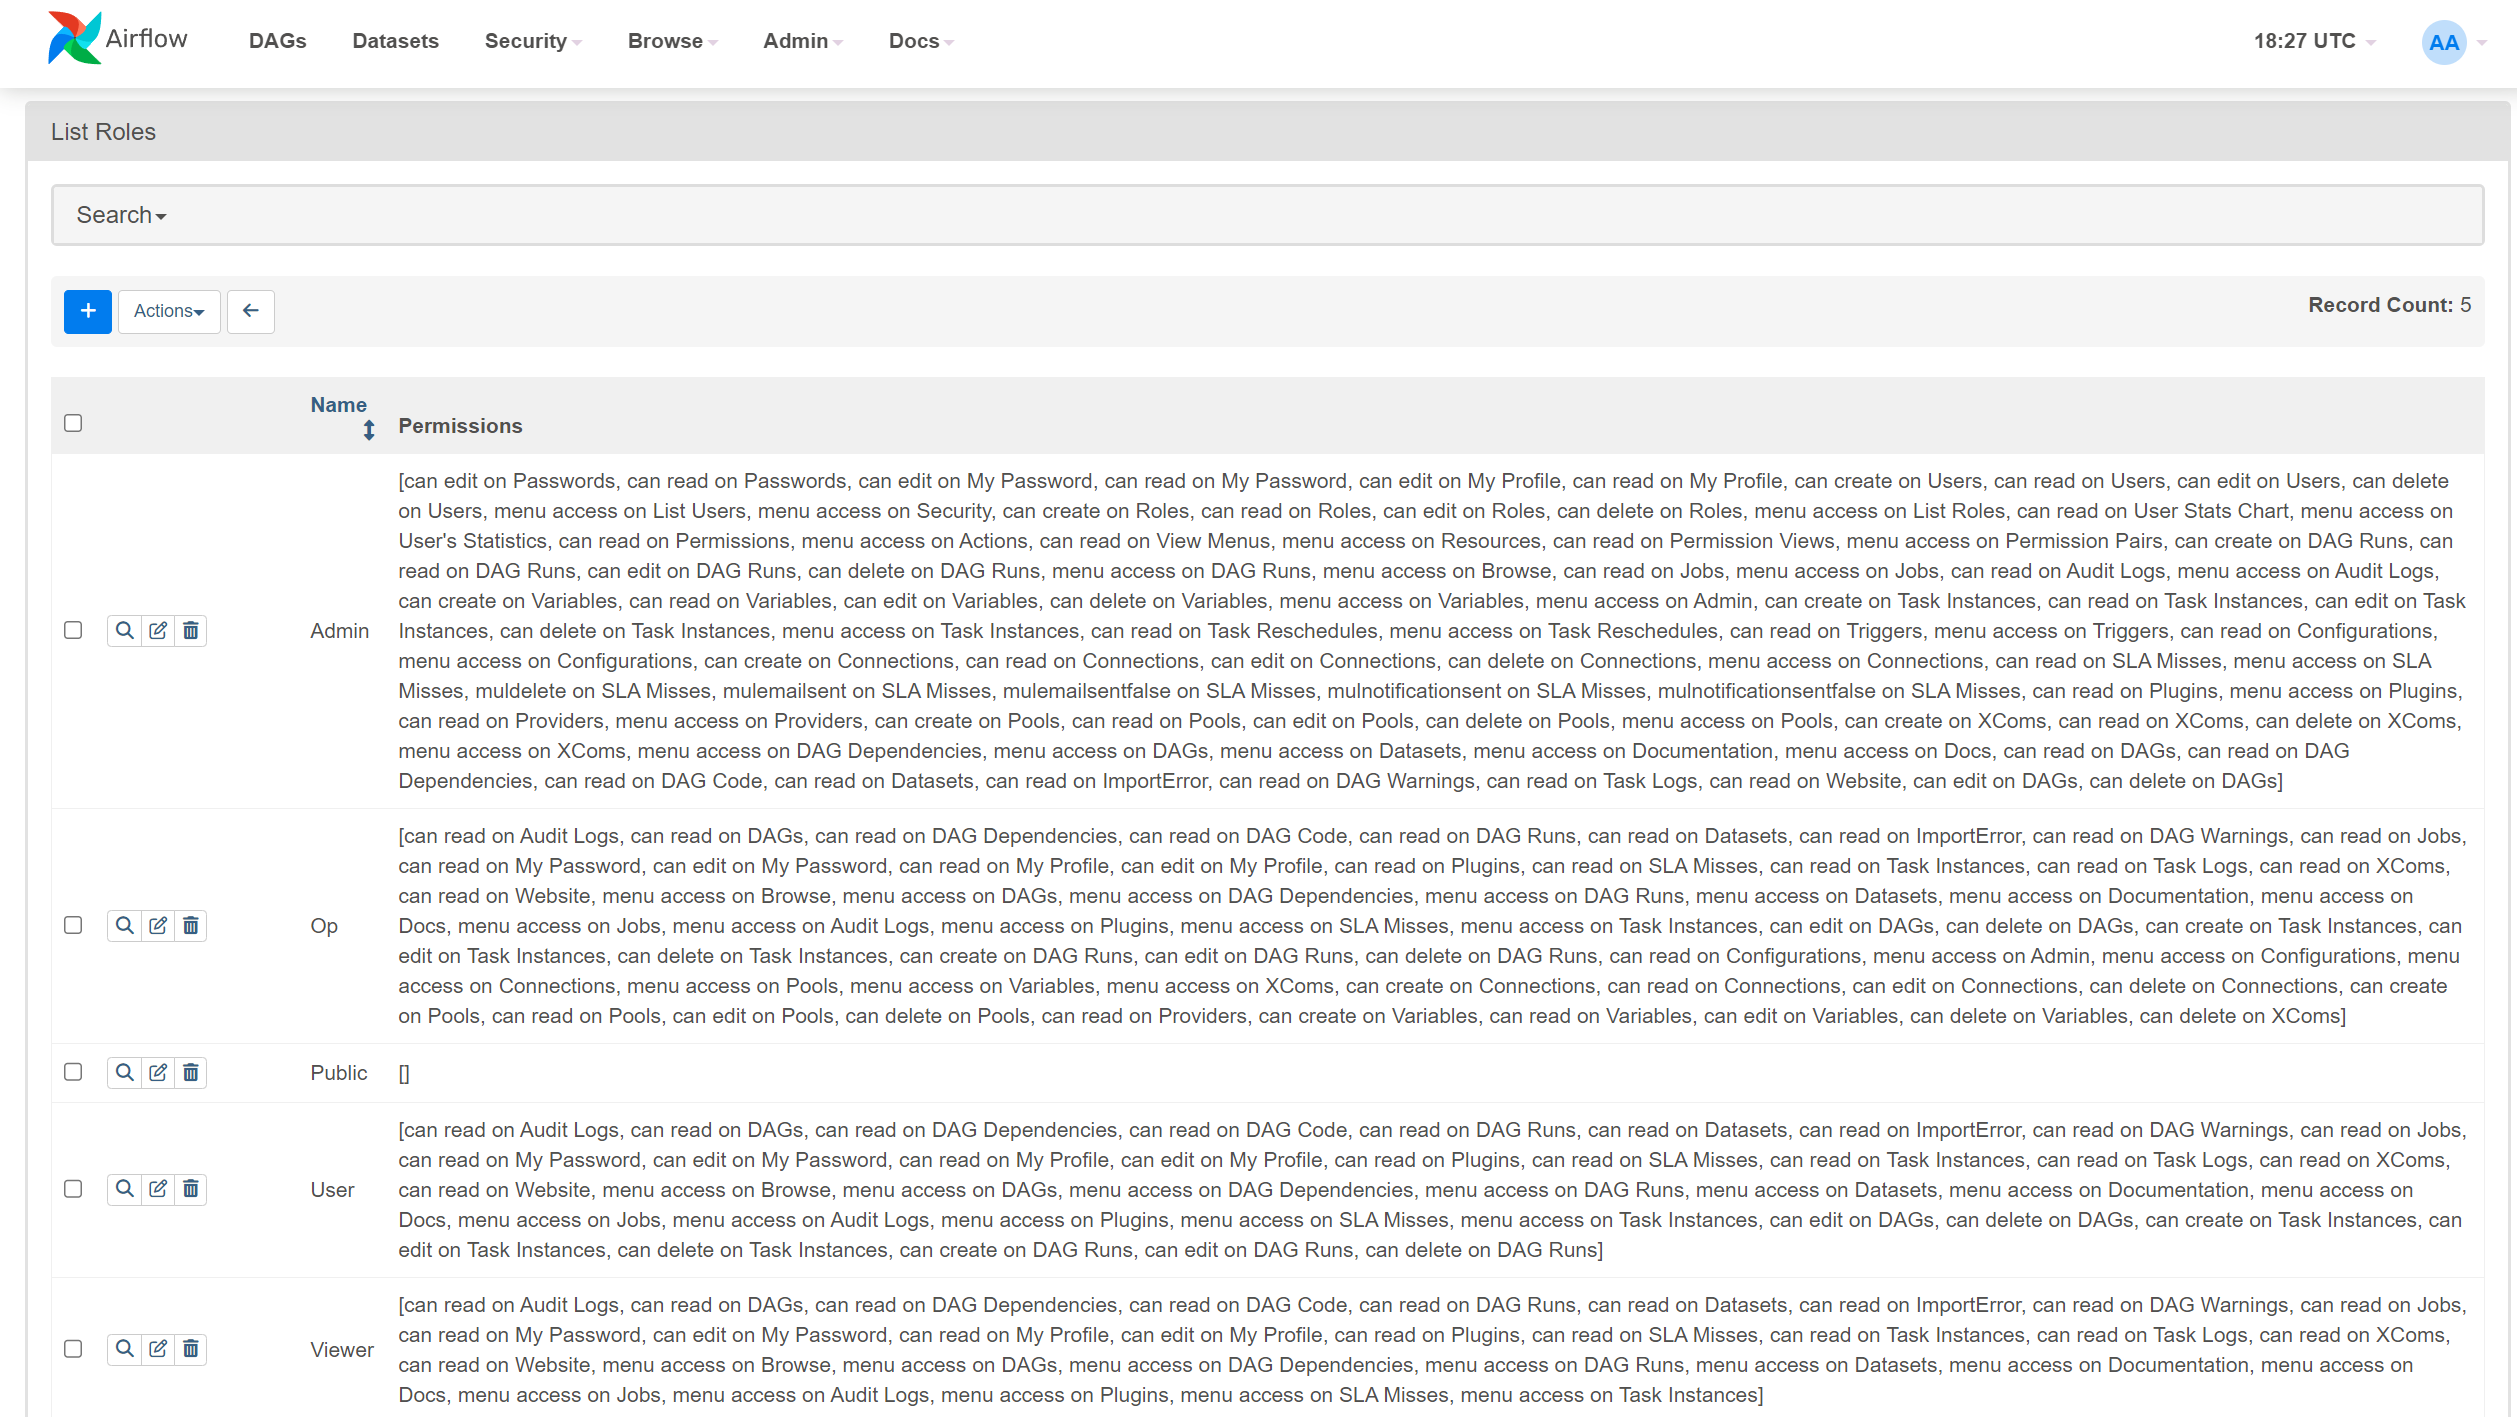 Airflow DAGs Datasets Security Browse Admin Docs 18:27 UTC AA
List Roles
Search
+ Actions Record Count: 5
Name
Permissions
[can edit on Passwords, can read on Passwords, can edit on My Password, can read on My Password, can edit on My Profile, can read on My Profile, can create on Users, can read on Users, can edit on Users, can delete
on Users, menu access on List Users, menu access on Security, can create on Roles, can read on Roles, can edit on Roles, can delete on Roles, menu access on List Roles, can read on User Stats Chart, menu access on
User's Statistics, can read on Permissions, menu access on Actions, can read on View Menus, menu access on Resources, can read on Permission Views, menu access on Permission Pairs, can create on DAG Runs, can
read on DAG Runs, can edit on DAG Runs, can delete on DAG Runs, menu access on DAG Runs, menu access on Browse, can read on Jobs, menu access on Jobs, can read on Audit Logs, menu access on Audit Logs,
can create on Variables, can read on Variables, can edit on Variables, can delete on Variables, menu access on Variables, menu access on Admin, can create on Task Instances, can read on Task Instances, can edit on Task
Admin Instances, can delete on Task Instances, menu access on Task Instances, can read on Task Reschedules, menu access on Task Reschedules, can read on Triggers, menu access on Triggers, can read on Configurations,
menu access on Configurations, can create on Connections, can read on Connections, can edit on Connections, can delete on Connections, menu access on Connections, can read on SLA Misses, menu access on SLA
Misses, muldelete on SLA Misses, mulemailsent on SLA Misses, mulemailsentfalse on SLA Misses, mulnotificationsent on SLA Misses, mulnotificationsentfalse on SLA Misses, can read on Plugins, menu access on Plugins,
can read on Providers, menu access on Providers, can create on Pools, can read on Pools, can edit on Pools, can delete on Pools, menu access on Pools, can create on XComs, can read on XComs, can delete on XComs,
menu access on XComs, menu access on DAG Dependencies, menu access on DAGs, menu access on Datasets, menu access on Documentation, menu access on Docs, can read on DAGs, can read on DAG
Dependencies, can read on DAG Code, can read on Datasets, can read on ImportError, can read on DAG Warnings, can read on Task Logs, can read on Website, can edit on DAGs, can delete on DAGs]
[can read on Audit Logs, can read on DAGs, can read on DAG Dependencies, can read on DAG Code, can read on DAG Runs, can read on Datasets, can read on ImportError, can read on DAG Warnings, can read on Jobs,
can read on My Password, can edit on My Password, can read on My Profile, can edit on My Profile, can read on Plugins, can read on SLA Misses, can read on Task Instances, can read on Task Logs, can read on XComs,
can read on Website, menu access on Browse, menu access on DAGs, menu access on DAG Dependencies, menu access on DAG Runs, menu access on Datasets, menu access on Documentation, menu access on
Op Docs, menu access on Jobs, menu access on Audit Logs, menu access on Plugins, menu access on SLA Misses, menu access on Task Instances, can edit on DAGs, can delete on DAGs, can create on Task Instances, can
edit on Task Instances, can delete on Task Instances, can create on DAG Runs, can edit on DAG Runs, can delete on DAG Runs, can read on Configurations, menu access on Admin, menu access on Configurations, menu
access on Connections, menu access on Pools, menu access on Variables, menu access on XComs, can create on Connections, can read on Connections, can edit on Connections, can delete on Connections, can create
on Pools, can read on Pools, can edit on Pools, can delete on Pools, can read on Providers, can create on Variables, can read on Variables, can edit on Variables, can delete on Variables, can delete on XComs]
Public []
[can read on Audit Logs, can read on DAGs, can read on DAG Dependencies, can read on DAG Code, can read on DAG Runs, can read on Datasets, can read on ImportError, can read on DAG Warnings, can read on Jobs,
can read on My Password, can edit on My Password, can read on My Profile, can edit on My Profile, can read on Plugins, can read on SLA Misses, can read on Task Instances, can read on Task Logs, can read on XComs,
User can read on Website, menu access on Browse, menu access on DAGs, menu access on DAG Dependencies, menu access on DAG Runs, menu access on Datasets, menu access on Documentation, menu access on
Docs, menu access on Jobs, menu access on Audit Logs, menu access on Plugins, menu access on SLA Misses, menu access on Task Instances, can edit on DAGs, can delete on DAGs, can create on Task Instances, can
edit on Task Instances, can delete on Task Instances, can create on DAG Runs, can edit on DAG Runs, can delete on DAG Runs]
[can read on Audit Logs, can read on DAGs, can read on DAG Dependencies, can read on DAG Code, can read on DAG Runs, can read on Datasets, can read on ImportError, can read on DAG Warnings, can read on Jobs,
can read on My Password, can edit on My Password, can read on My Profile, can edit on My Profile, can read on Plugins, can read on SLA Misses, can read on Task Instances, can read on Task Logs, can read on XComs,
Viewer can read on Website, menu access on Browse, menu access on DAGs, menu access on DAG Dependencies, menu access on DAG Runs, menu access on Datasets, menu access on Documentation, menu access on
Docs, menu access on Jobs, menu access on Audit Logs, menu access on Plugins, menu access on SLA Misses, menu access on Task Instances]